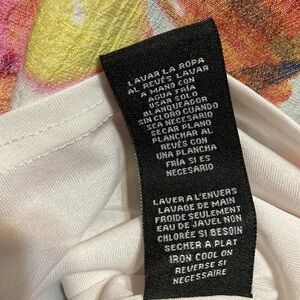 LAVAR LA ROPA
AL REVÉS LAVAR
A MANO CON
AGUA FRÍA
USAR SOLO
BLANQUEADOR
SIN CLORO CUANDO
SEA NECESARIO
SECAR PLANO
PLANCHAR AL
REVÉS CON
UNA PLANCHA
FRÍA SI ES
NECESARIO
LAVER A L'ENVERS
LAVAGE DE MAIN
FROIDE SEULEMENT
EAU DE JAVEL NON
CHLORÉE SI BESOIN
SECHER A PLAT
IRON COOL ON
REVERSE SI
NECESSAIRE